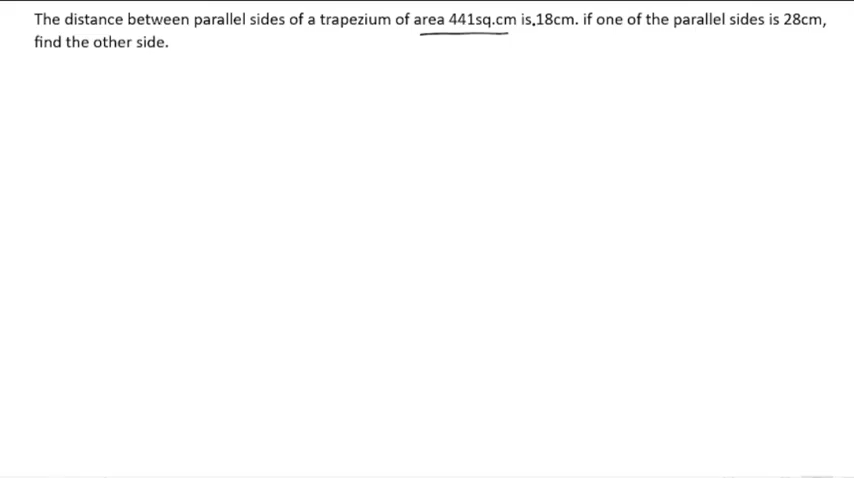 The distance between parallel sides of a trapezium of area 441sq.cm is.18cm. if one of the parallel sides is 28cm,
find the other side.